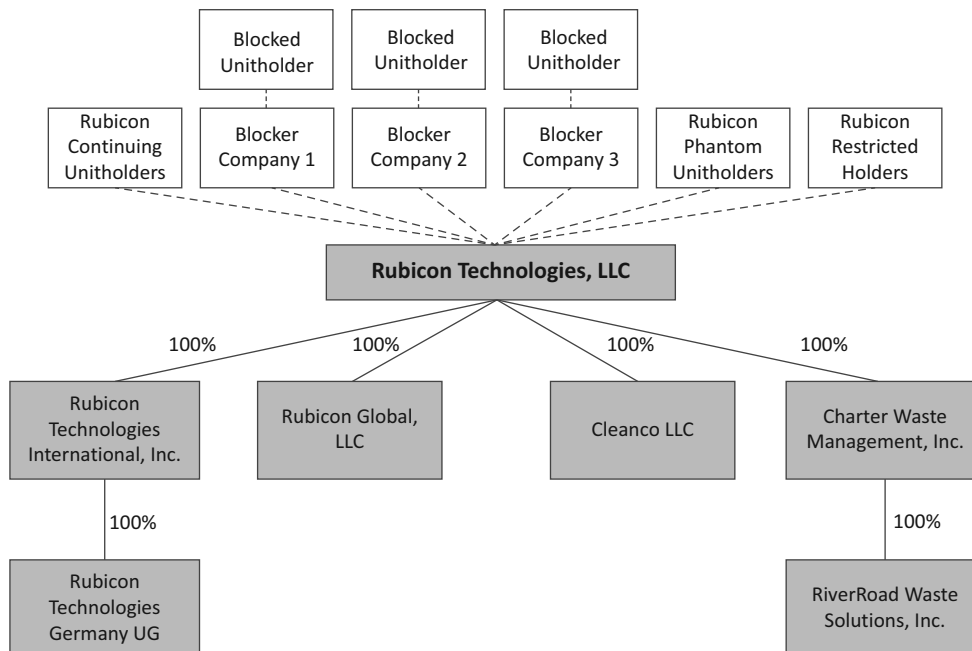 Blocked
Unitholder
Blocked
Unitholder
Blocked
Unitholder
Rubicon
Continuing
Unitholders
Blocker
Company 1
Blocker
Company 2
Blocker
Company 3
Rubicon
Phantom
Unitholders
Rubicon
Restricted
Holders
Rubicon Technologies, LLC
100%
100%
100%
100%
Rubicon
Technologies
International, Inc.
Rubicon Global,
LLC
Cleanco LLC
Charter Waste
Management, Inc.
100%
100%
Rubicon
Technologies
Germany UG
RiverRoad Waste
Solutions, Inc.